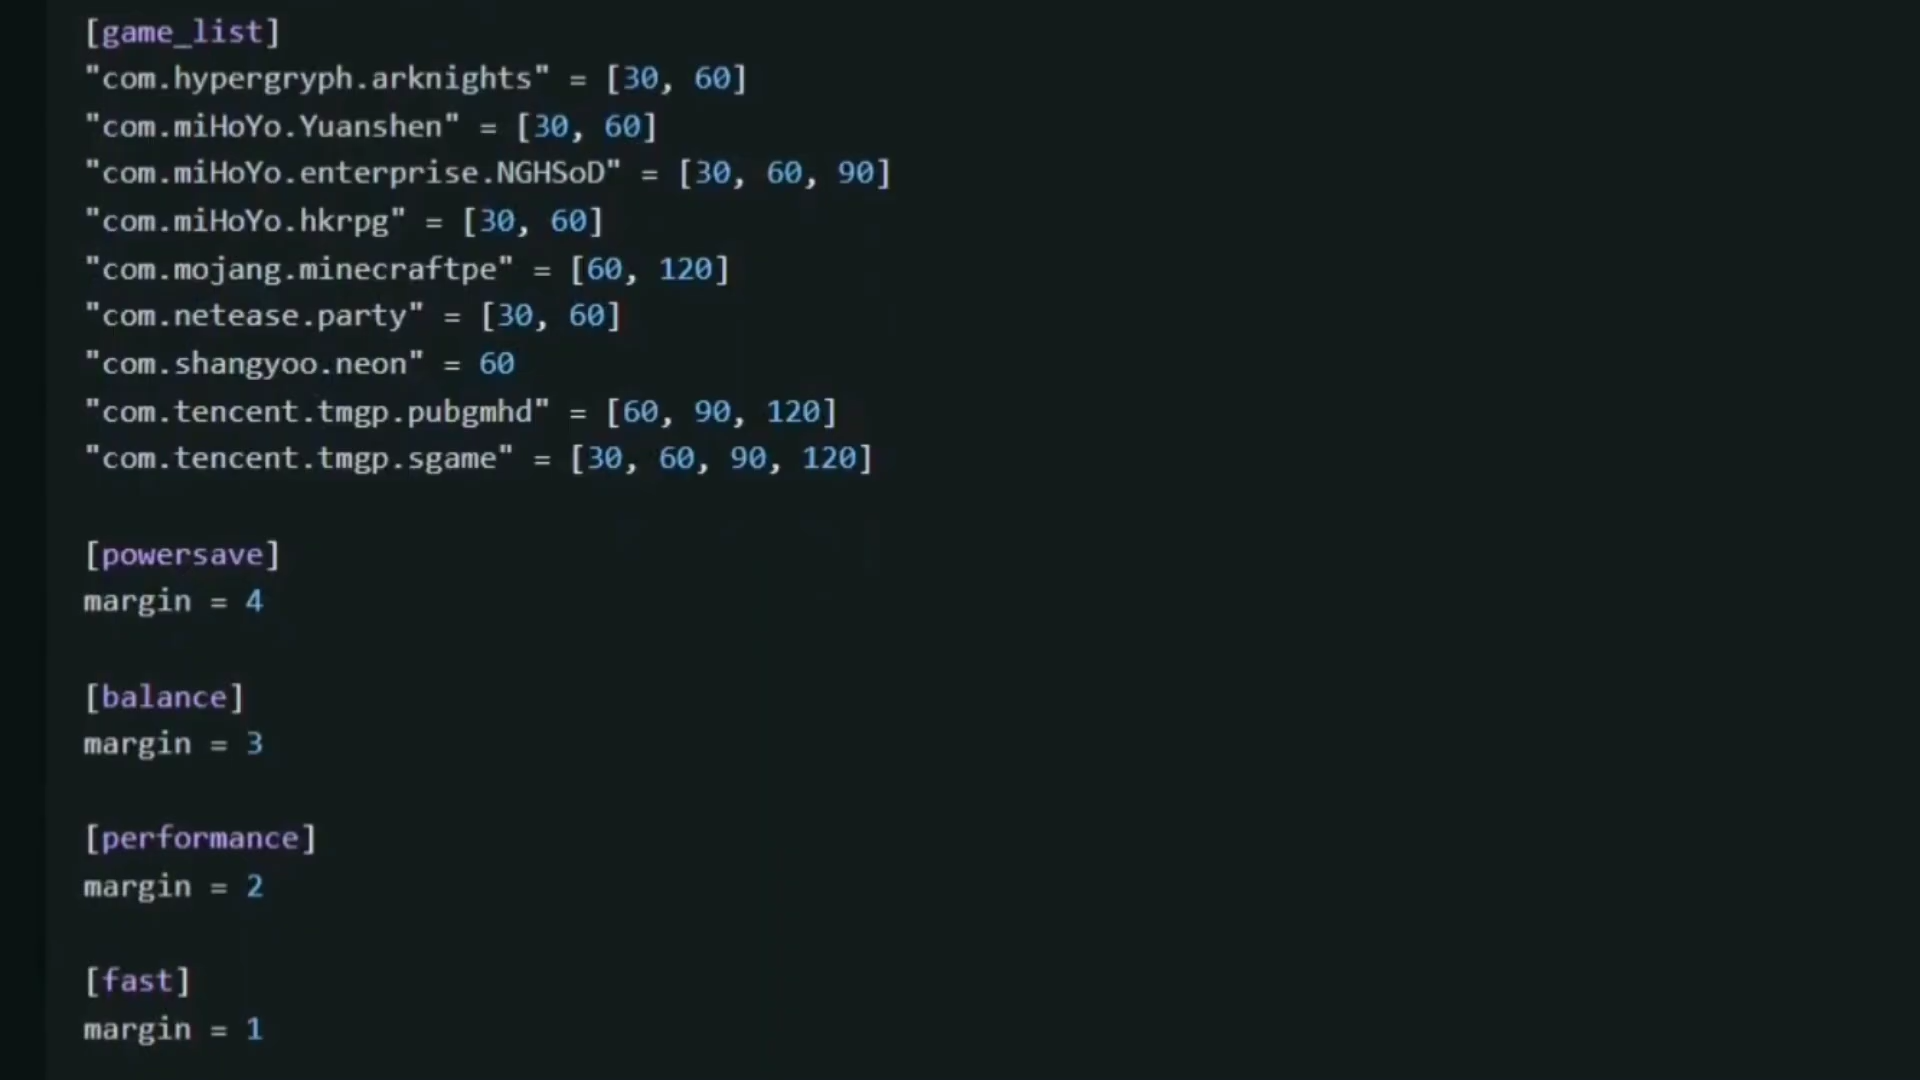 [game_list]
"com.hypergryph.arknights" = [30, 60]
"com.miHoYo.Yuanshen" = [30, 60]
"com.miHoYo.enterprise.NGHSoD" = [30, 60, 90]
"com.miHoYo.hkrpg" = [30, 60]
"com.mojang.minecraftpe" = [60, 120]
"com.netease.party" = [30, 60]
"com.shangyoo.neon" = 60
"com.tencent.tmgp.pubgmhd" = [60, 90, 120]
"com.tencent.tmgp.sgame" = [30, 60, 90, 120]
[powersave]
margin = 4
[balance]
margin = 3
[performance]
margin = 2
[fast]
margin = 1